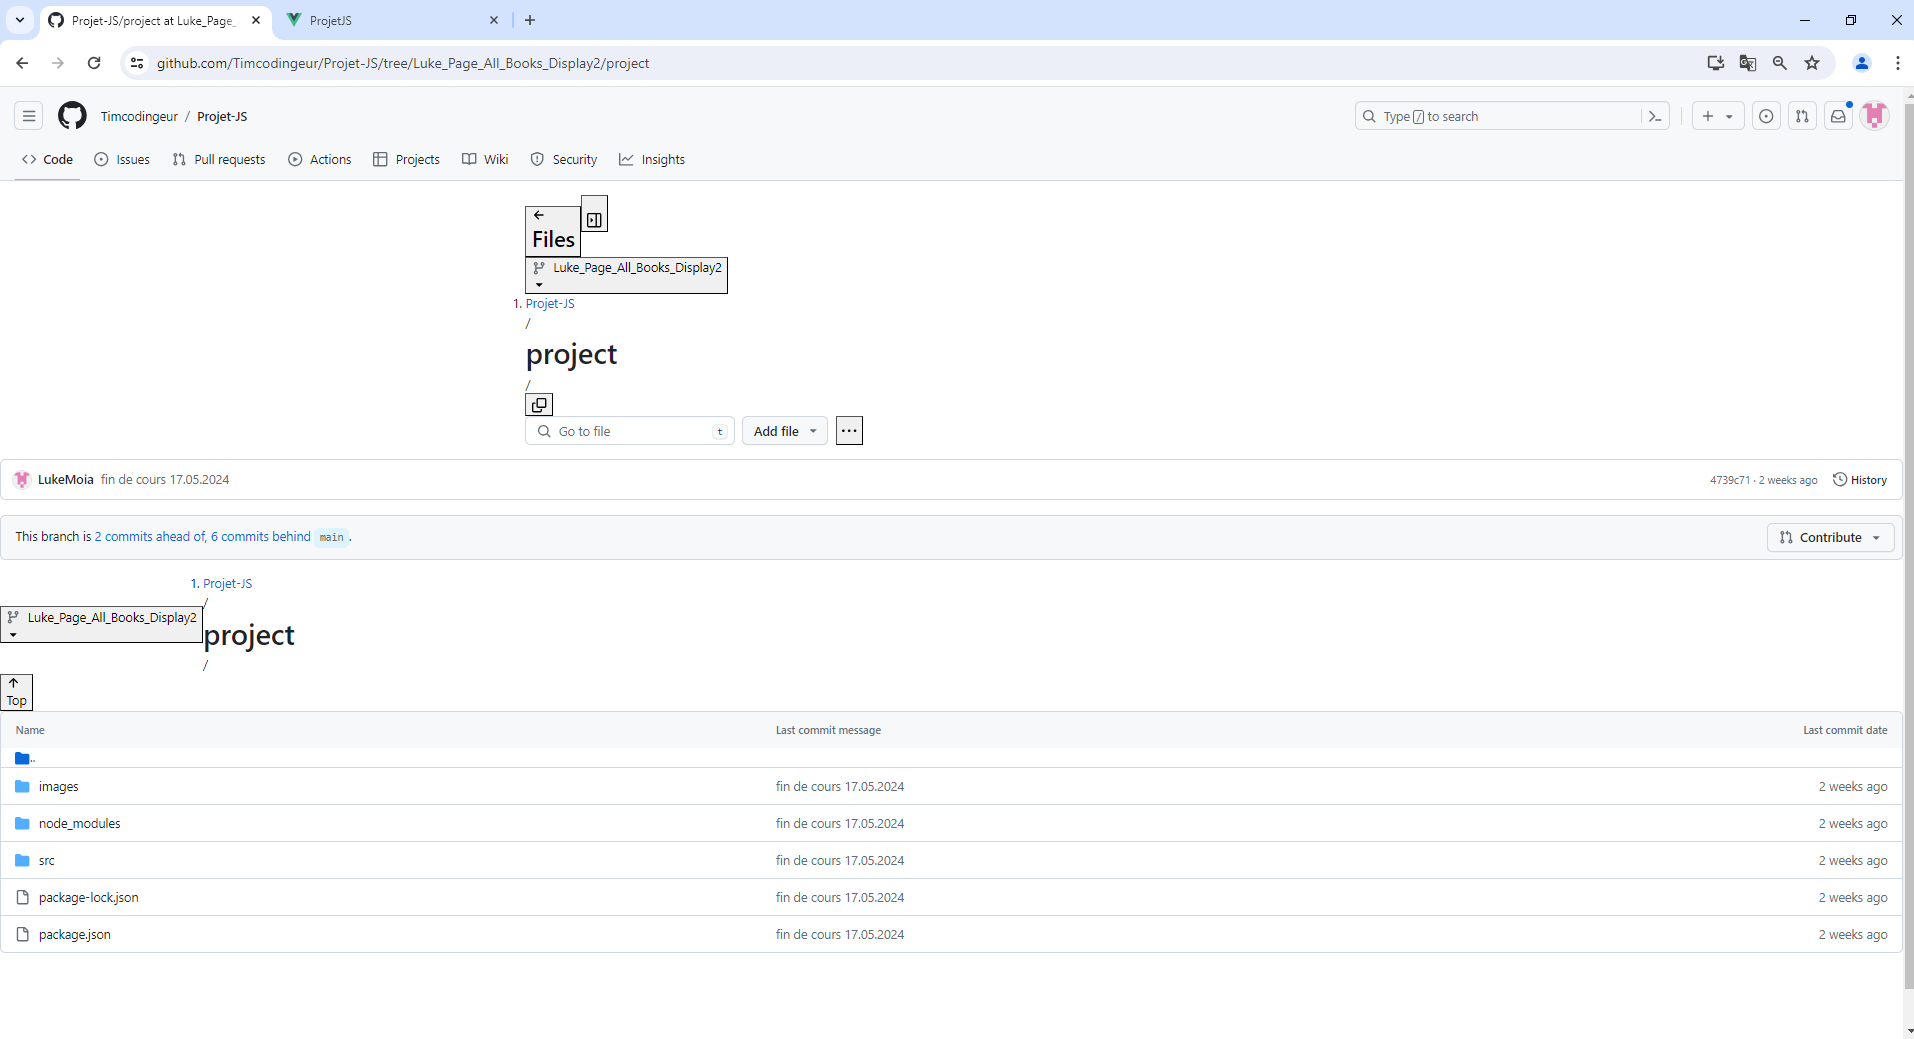 Projet-JS/project at Luke_Page_
ProjetJS
github.com/Timcodingeur/Projet-JS/tree/Luke_Page_All_Books_Display2/project
Timcodingeur / Projet-JS
Type / to search
Code Issues Pull requests Actions Projects Wiki Security Insights
Files
Luke_Page_All_Books_Display2
1. Projet-JS
/
project
/
Go to file t Add file
LukeMoia fin de cours 17.05.2024 4739c71 · 2 weeks ago History
This branch is 2 commits ahead of, 6 commits behind main . Contribute
1. Projet-JS
/
Luke_Page_All_Books_Display2
project
/
Top
Name Last commit message Last commit date
..
images fin de cours 17.05.2024 2 weeks ago
node_modules fin de cours 17.05.2024 2 weeks ago
src fin de cours 17.05.2024 2 weeks ago
package-lock.json fin de cours 17.05.2024 2 weeks ago
package.json fin de cours 17.05.2024 2 weeks ago